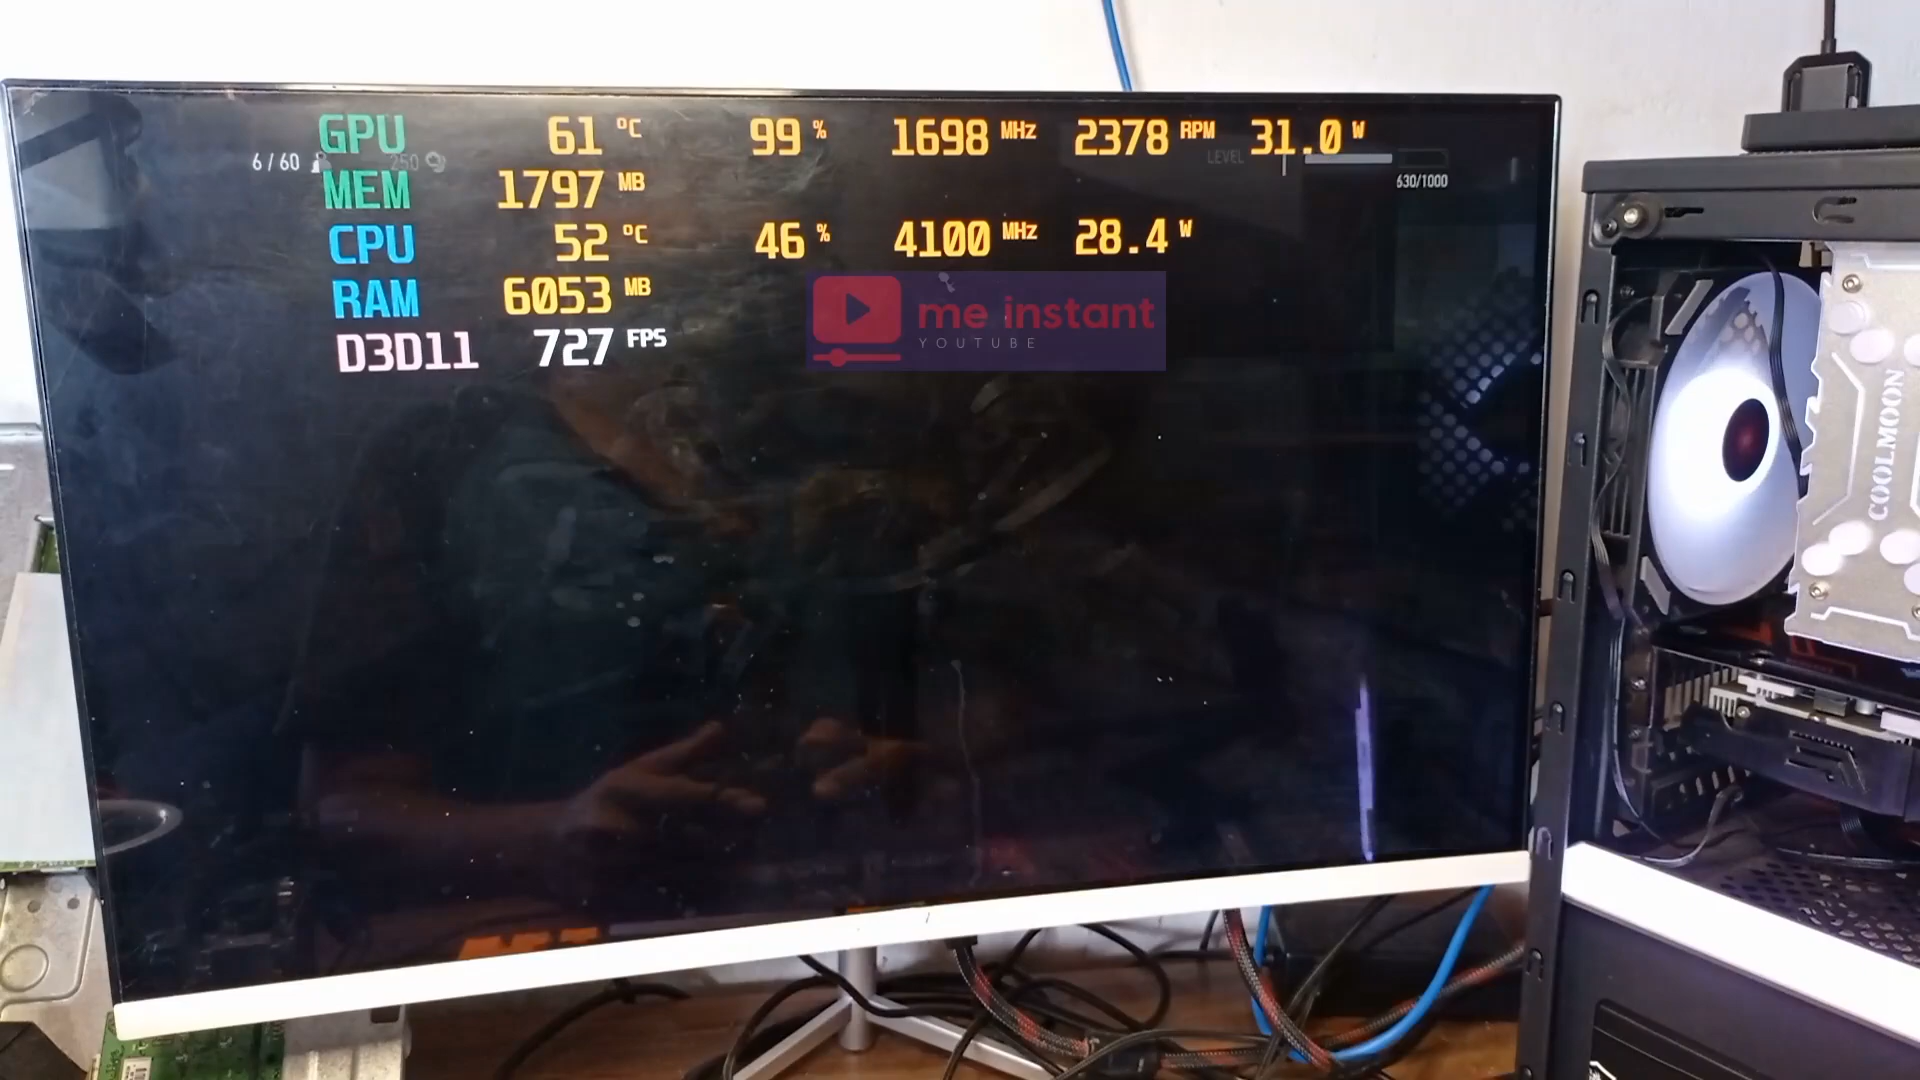 GPU 61 °C 99 % 1698 MHz 2378 RPM 31.0 W
6 / 60 250 LEVEL
630/1000
MEM 1797 MB
CPU 52 °C 46 % 4100 MHz 28.4 W
RAM 6053 MB
D3D11 727 FPS
me instant
YOUTUBE
COOLMOON